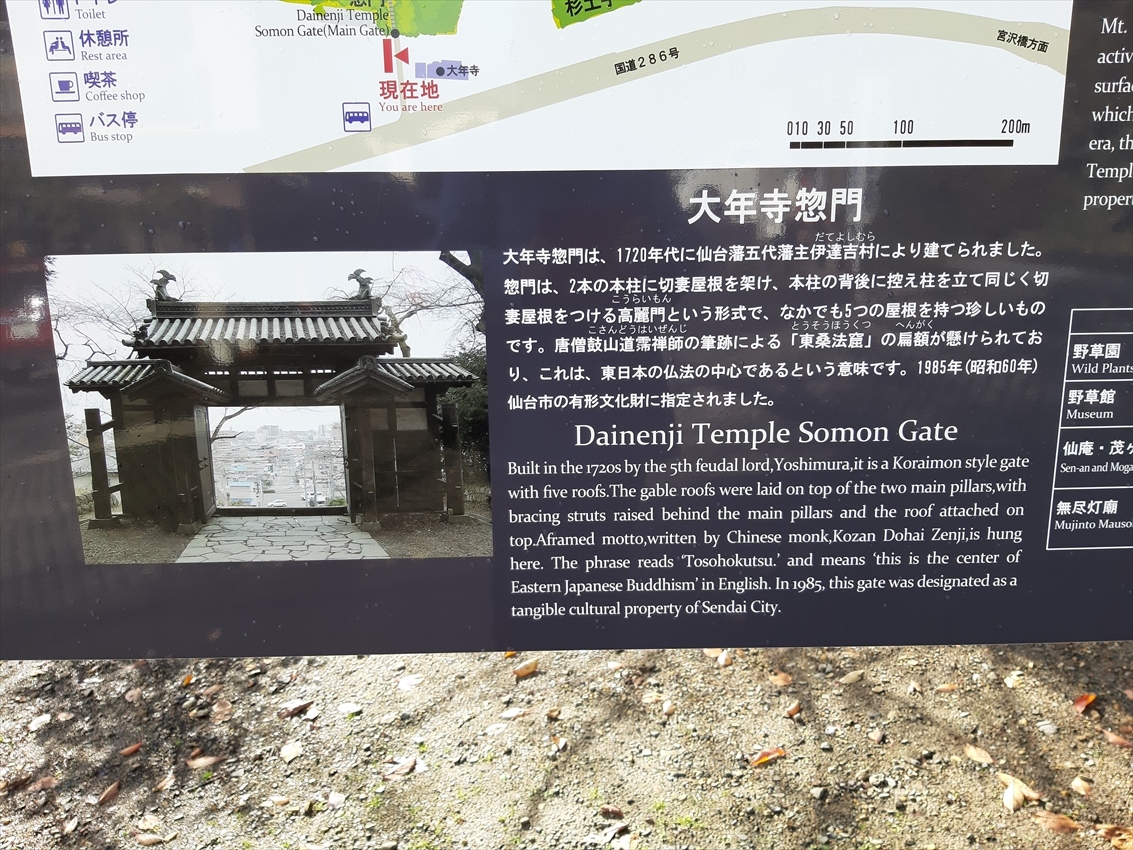 Toilet
休憩所
Rest area
喫茶
Coffee shop
バス停
Bus stop
Dainenji Temple
Somon Gate(Main Gate)
大年寺
現在地
You are here
国道286号
宮沢橋方面
0 10 30 50 100 200m
Mt.
which
era, th
大年寺惣門
だてよしむら
大年寺惣門は、1720年代に仙台藩五代藩主伊達吉村により建てられました。
惣門は、2本の本柱に切妻屋根を架け、本柱の背後に控え柱を立て同じく切
こうらいもん
妻屋根をつける高麗門という形式で、なかでも5つの屋根を持つ珍しいもの
こさんどうはいぜんじ とうそうほうくつ へんがく
です。唐僧鼓山道霈禅師の筆跡による「東桑法窟」の扁額が懸けられてお
り、これは、東日本の仏法の中心であるという意味です。1985年(昭和60年)
仙台市の有形文化財に指定されました。
Dainenji Temple Somon Gate
Built in the 1720s by the 5th feudal lord,Yoshimura,it is a Koraimon style gate
with five roofs.The gable roofs were laid on top of the two main pillars,with
bracing struts raised behind the main pillars and the roof attached on
top.Aframed motto,written by Chinese monk,Kozan Dohai Zenji,is hung
here. The phrase reads ‘Tosohokutsu.’ and means ‘this is the center of
Eastern Japanese Buddhism’ in English. In 1985, this gate was designated as a
tangible cultural property of Sendai City.
野草園
Wild Plants
野草館
Museum
仙庵・茂ヶ
Sen-an and Moga
無尽灯廟
Mujinto Mauso